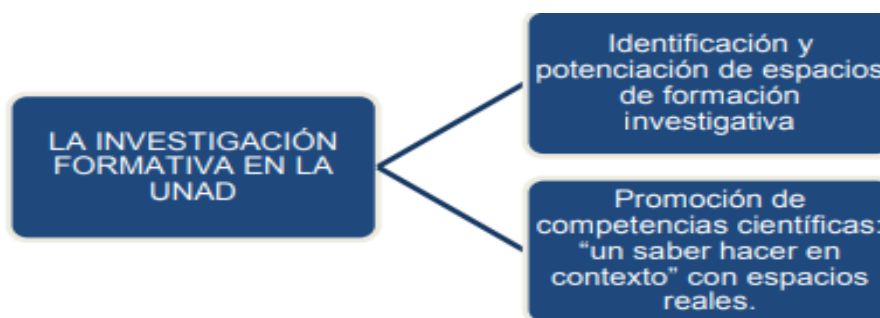 LA INVESTIGACIÓN
FORMATIVA EN LA
UNAD
Identificación y
potenciación de espacios
de formación
investigativa
Promoción de
competencias científicas:
“un saber hacer en
contexto” con espacios
reales.